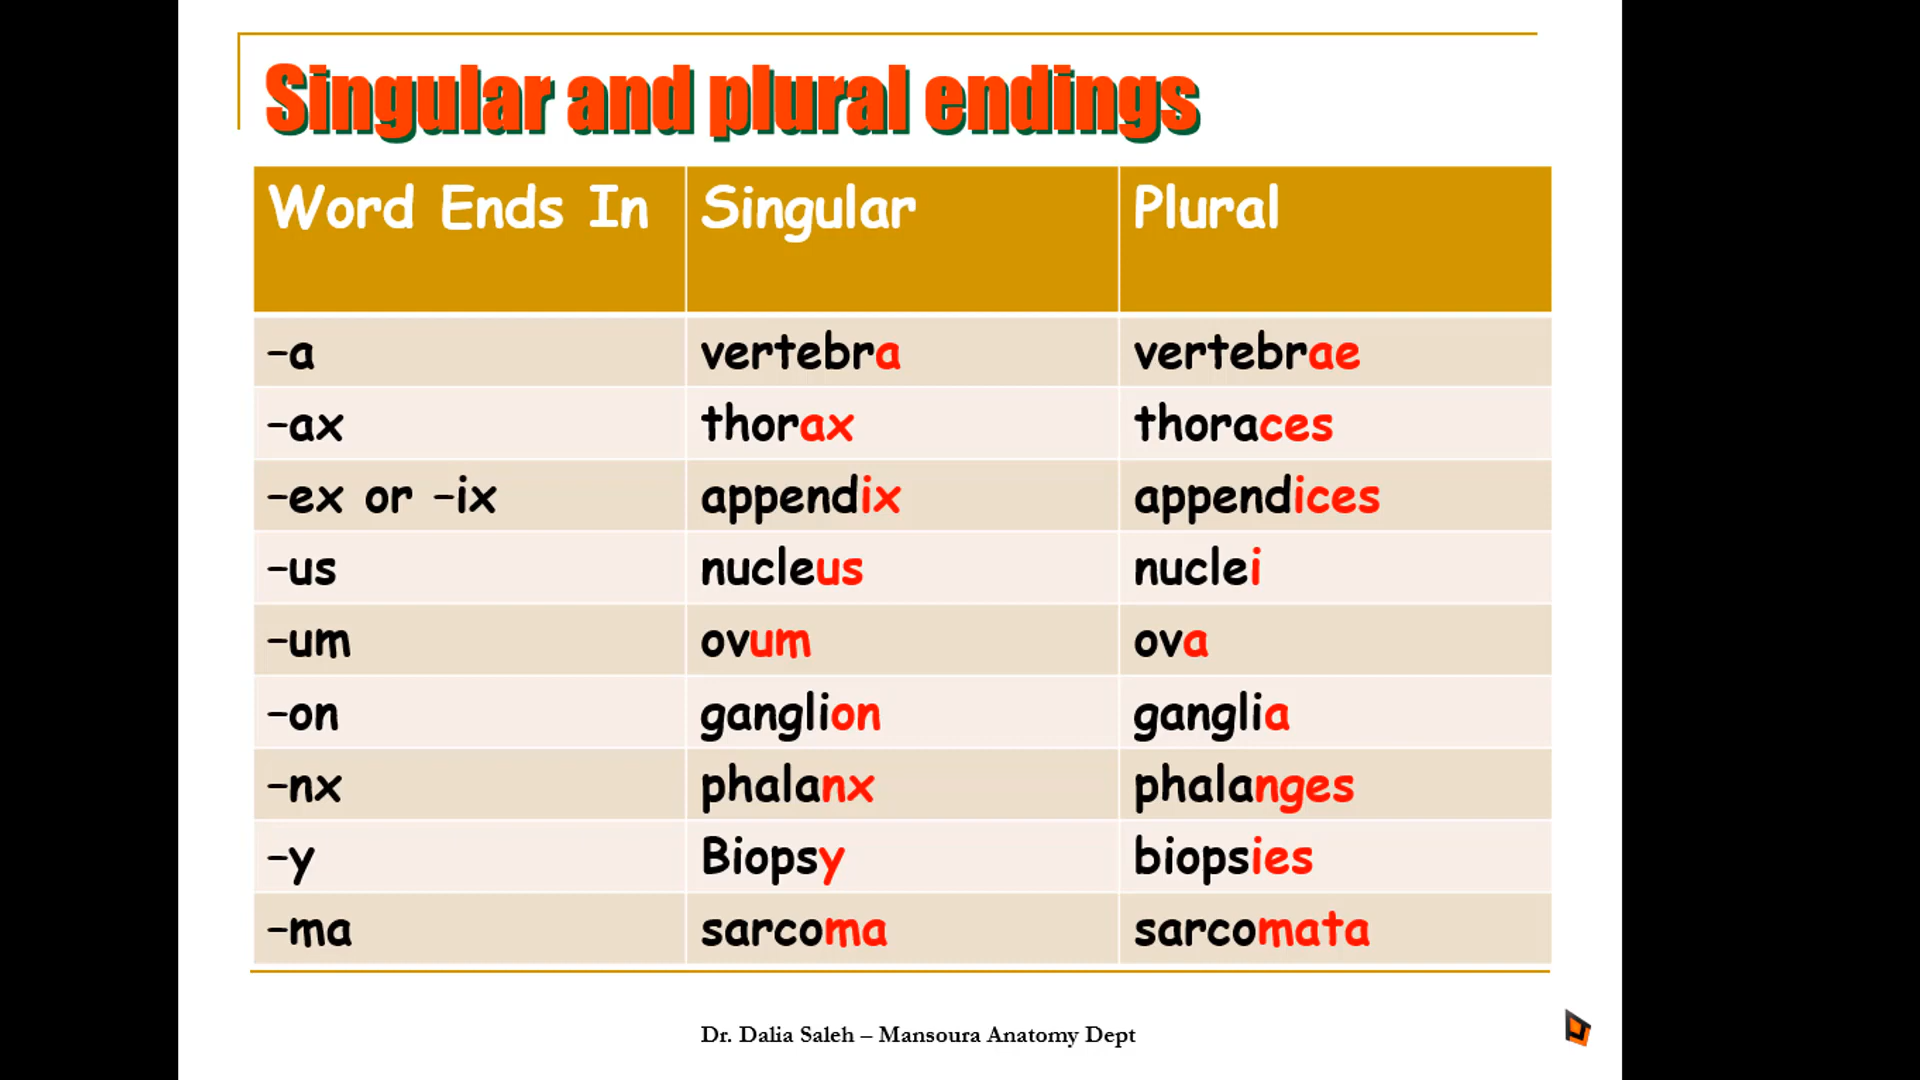 Singular and plural endings
Word Ends In Singular Plural
–a vertebra vertebrae
–ax thorax thoraces
–ex or –ix appendix appendices
–us nucleus nuclei
–um ovum ova
–on ganglion ganglia
–nx phalanx phalanges
–y Biopsy biopsies
–ma sarcoma sarcomata
Dr. Dalia Saleh – Mansoura Anatomy Dept